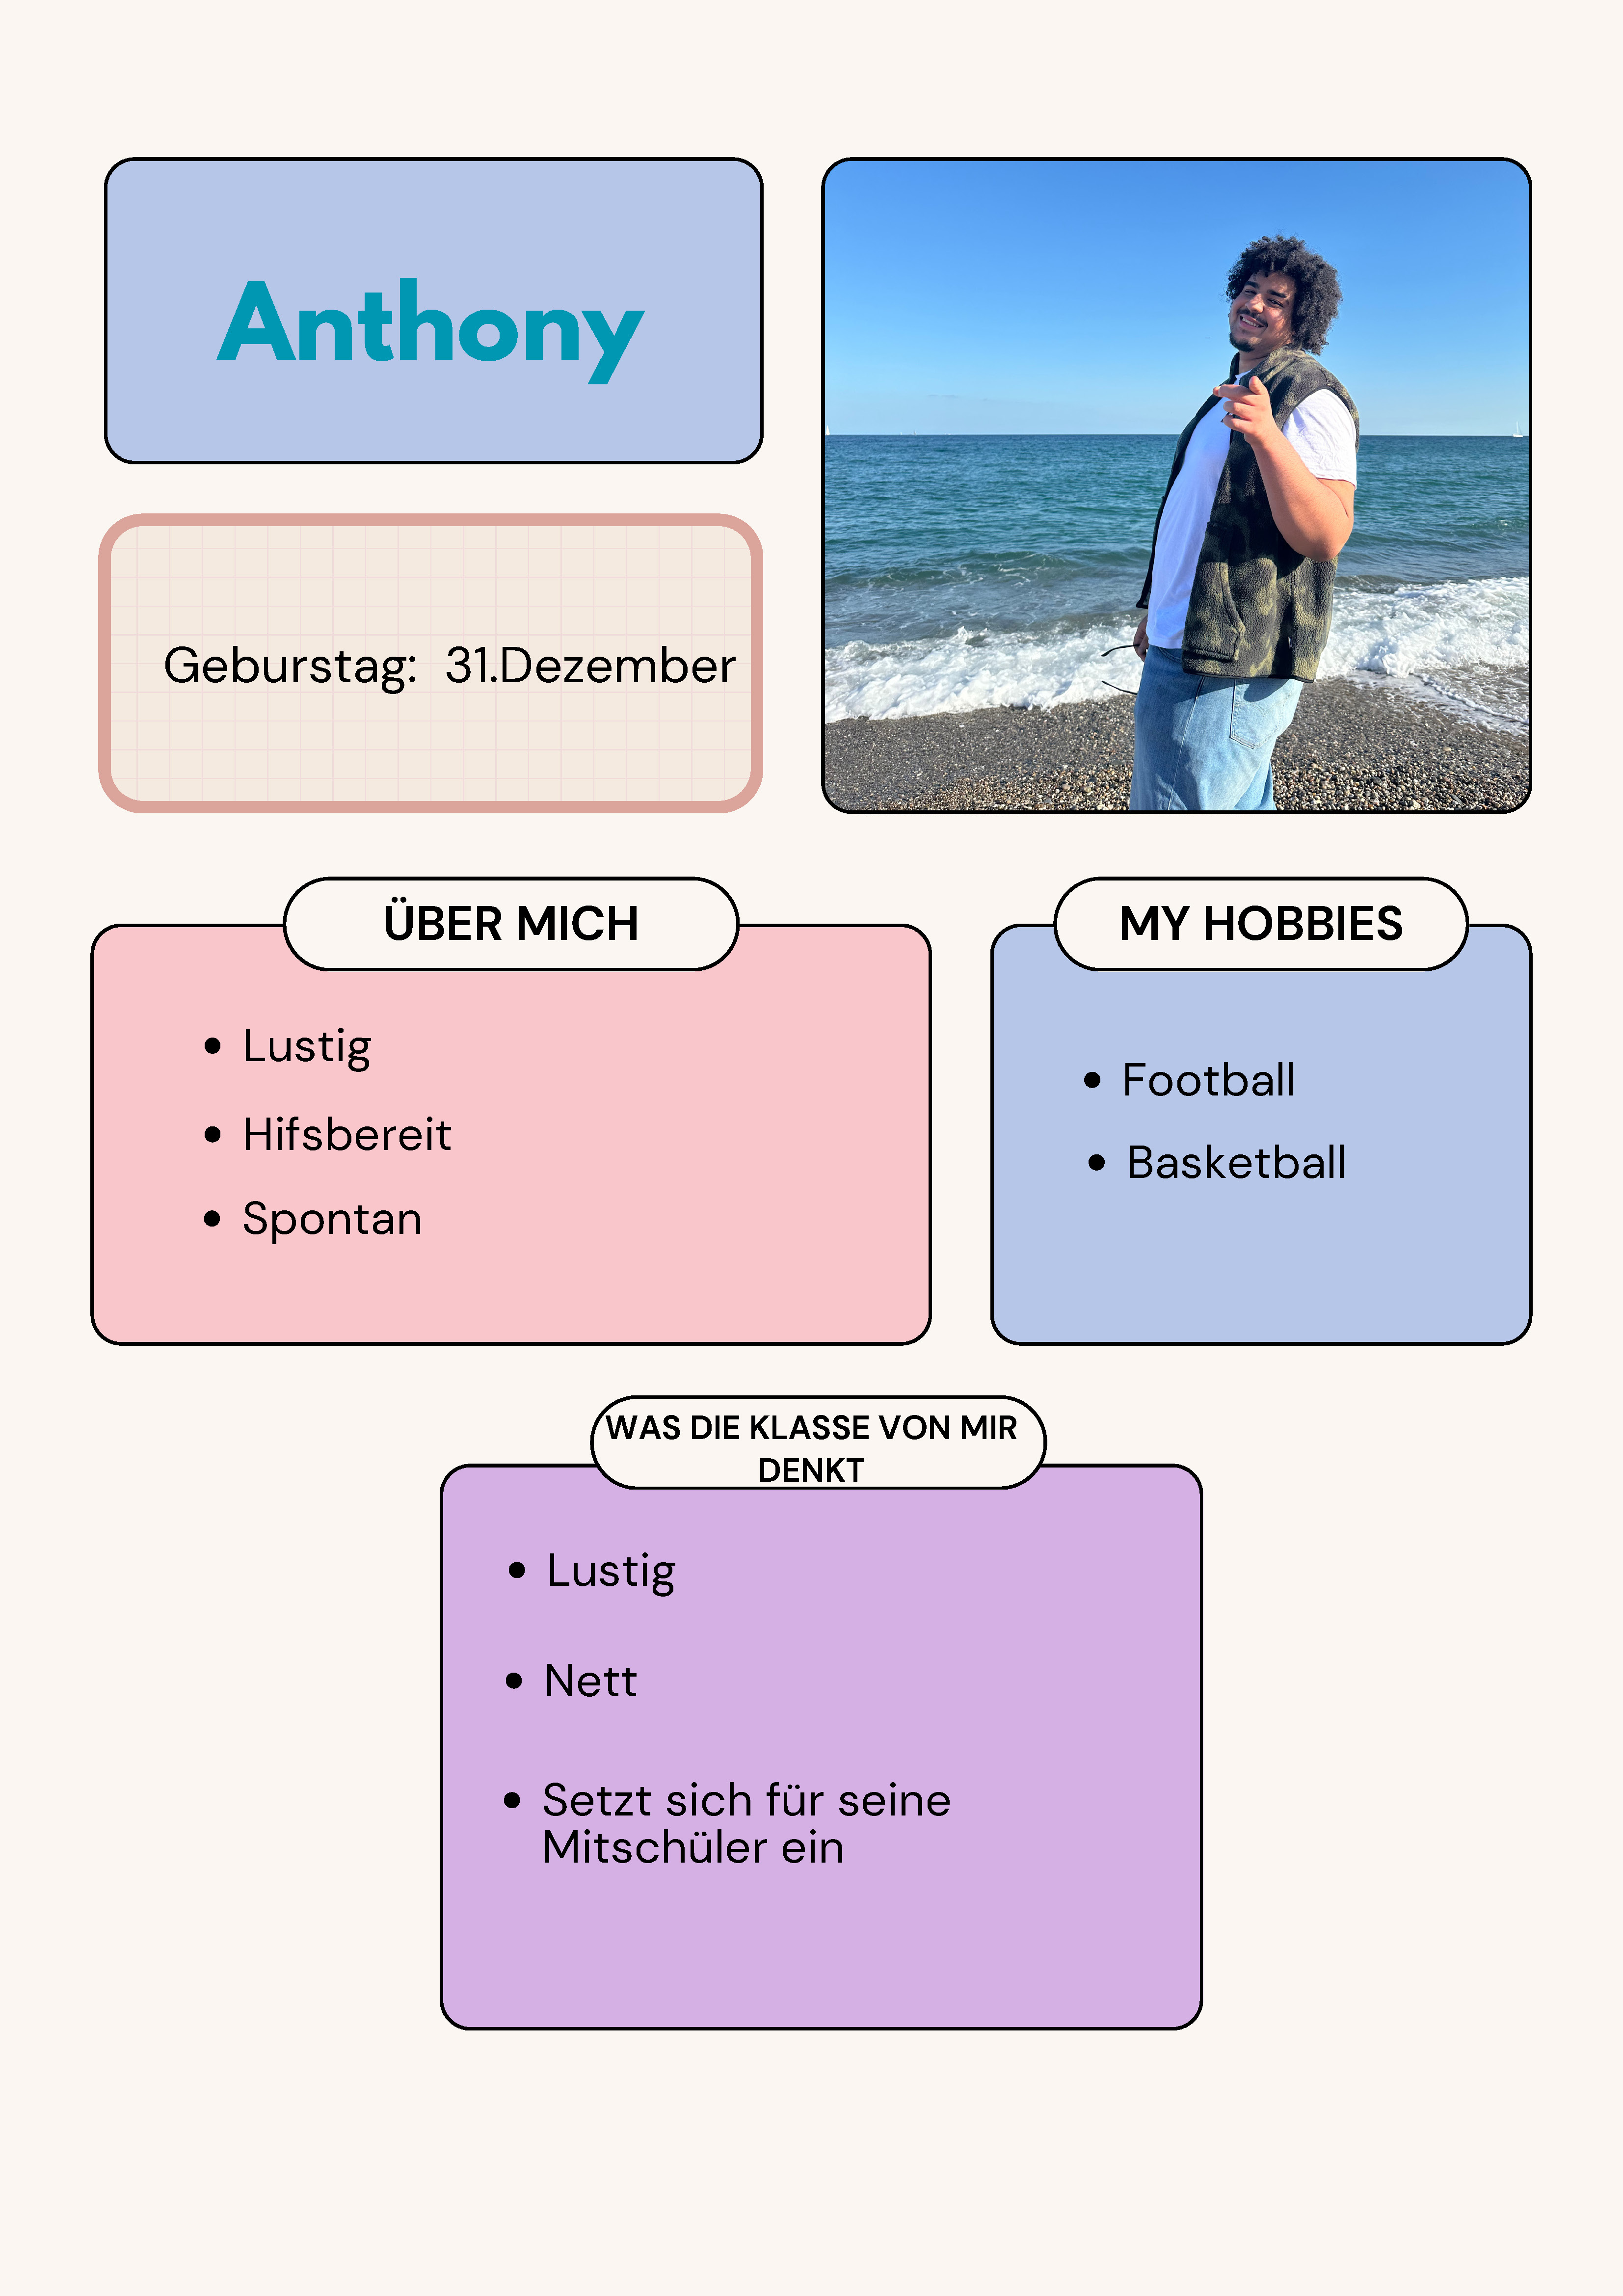 Anthony
Geburstag: 31.Dezember
ÜBER MICH
• Lustig
• Hifsbereit
• Spontan
MY HOBBIES
• Football
• Basketball
WAS DIE KLASSE VON MIR
DENKT
• Lustig
• Nett
• Setzt sich für seine
Mitschüler ein